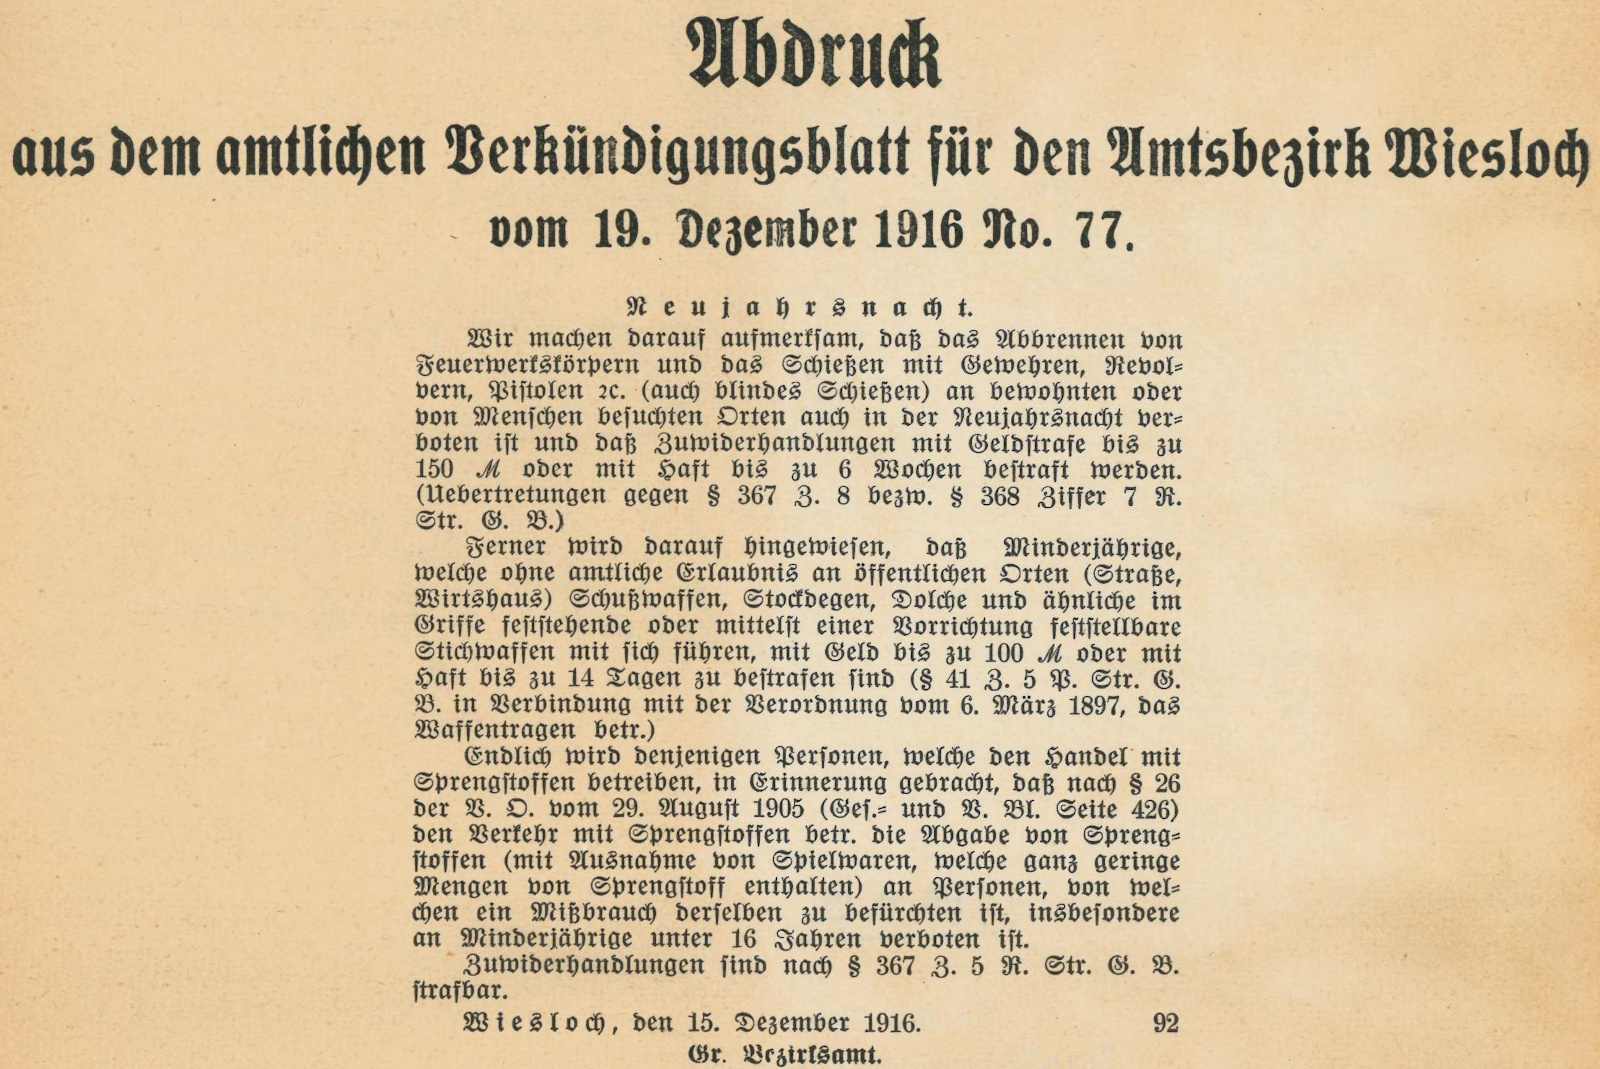 Abdruck
aus dem amtlichen Verkündigungsblatt für den Amtsbezirk Wiesloch
vom 19. Dezember 1916 No. 77.
Neujahrsnacht.
Wir machen darauf aufmerksam, daß das Abbrennen von
Feuerwerkskörpern und das Schießen mit Gewehren, Revol-
vern, Pistolen ꝛc. (auch blindes Schießen) an bewohnten oder
von Menschen besuchten Orten auch in der Neujahrsnacht ver-
boten ist und daß Zuwiderhandlungen mit Geldstrafe bis zu
150 M oder mit Haft bis zu 6 Wochen bestraft werden.
(Uebertretungen gegen § 367 Z. 8 bezw. § 368 Ziffer 7 R.
Str. G. B.)
Ferner wird darauf hingewiesen, daß Minderjährige,
welche ohne amtliche Erlaubnis an öffentlichen Orten (Straße,
Wirtshaus) Schußwaffen, Stockdegen, Dolche und ähnliche im
Griffe feststehende oder mittelst einer Vorrichtung feststellbare
Stichwaffen mit sich führen, mit Geld bis zu 100 M oder mit
Haft bis zu 14 Tagen zu bestrafen sind (§ 41 Z. 5 P. Str. G.
B. in Verbindung mit der Verordnung vom 6. März 1897, das
Waffentragen betr.)
Endlich wird denjenigen Personen, welche den Handel mit
Sprengstoffen betreiben, in Erinnerung gebracht, daß nach § 26
der V. O. vom 29. August 1905 (Ges.- und V. Bl. Seite 426)
den Verkehr mit Sprengstoffen betr. die Abgabe von Spreng-
stoffen (mit Ausnahme von Spielwaren, welche ganz geringe
Mengen von Sprengstoff enthalten) an Personen, von wel-
chen ein Mißbrauch derselben zu befürchten ist, insbesondere
an Minderjährige unter 16 Jahren verboten ist.
Zuwiderhandlungen sind nach § 367 Z. 5 R. Str. G. B.
strafbar.
Wiesloch, den 15. Dezember 1916. 92
Gr. Bezirksamt.